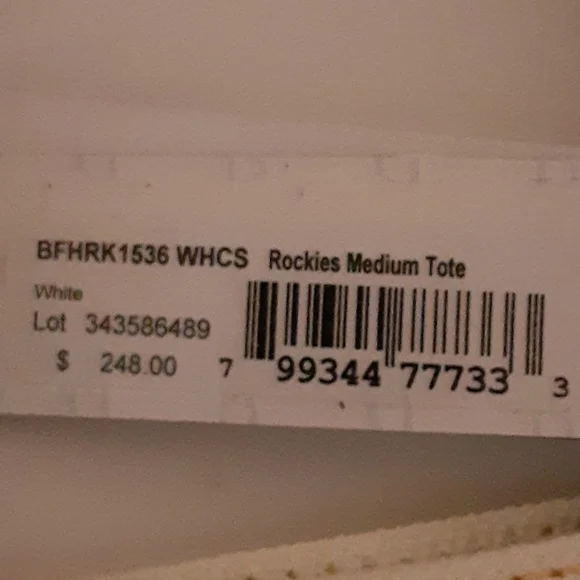 BFHRK1536 WHCS Rockies Medium Tote
White
Lot 343586489
$ 248.00
7 99344 77733 3